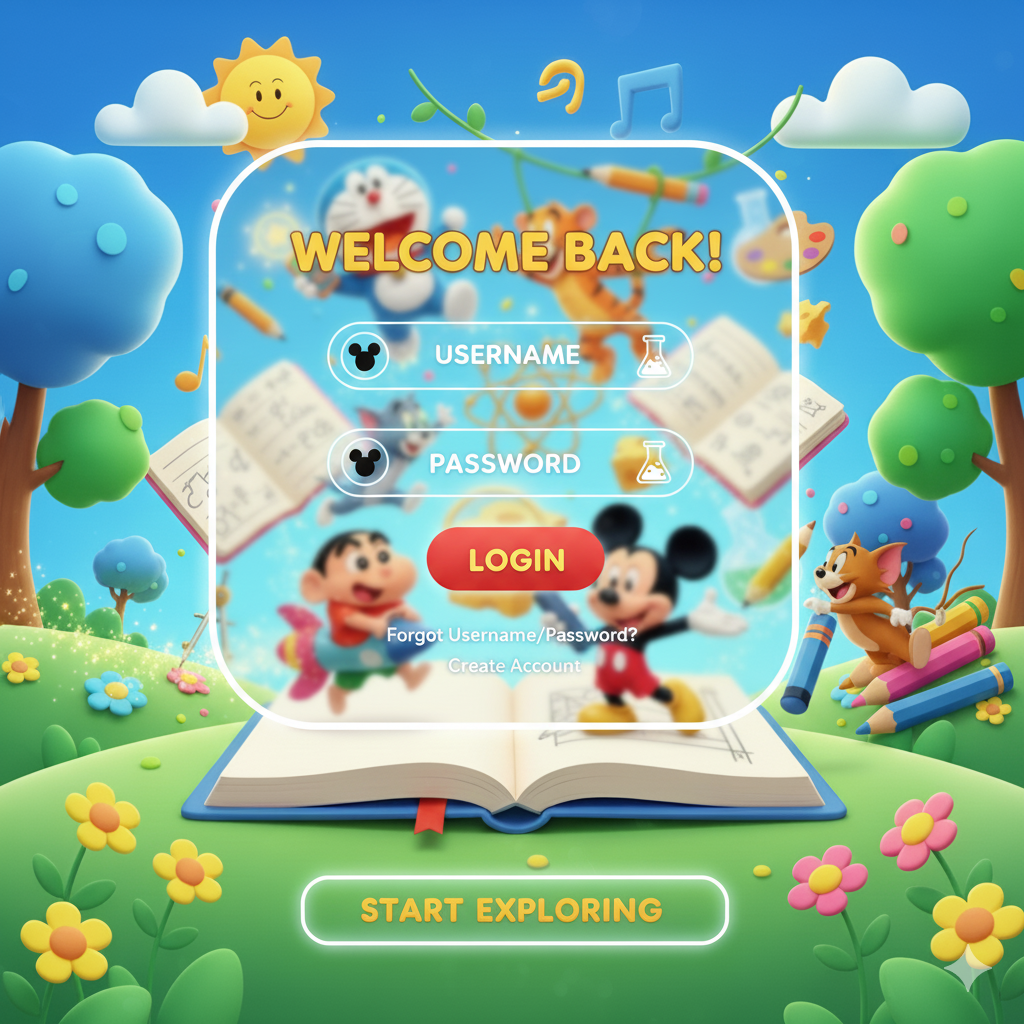 WELCOME BACK!
USERNAME
PASSWORD
LOGIN
Forgot Username/Password?
Create Account
START EXPLORING